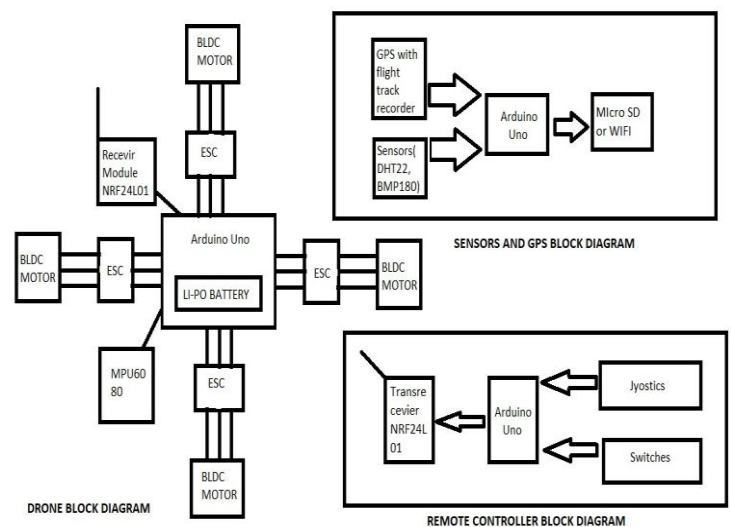 BLDC
MOTOR
ESC
Recevir
Module
NRF24L01
Arduino Uno
LI-PO BATTERY
BLDC
MOTOR
ESC
ESC
BLDC
MOTOR
MPU60
80
ESC
BLDC
MOTOR
DRONE BLOCK DIAGRAM
GPS with
flight
track
recorder
Sensors(
DHT22,
BMP180)
Arduino
Uno
MIcro SD
or WIFI
SENSORS AND GPS BLOCK DIAGRAM
Transre
cevier
NRF24L
01
Arduino
Uno
Jyostics
Switches
REMOTE CONTROLLER BLOCK DIAGRAM